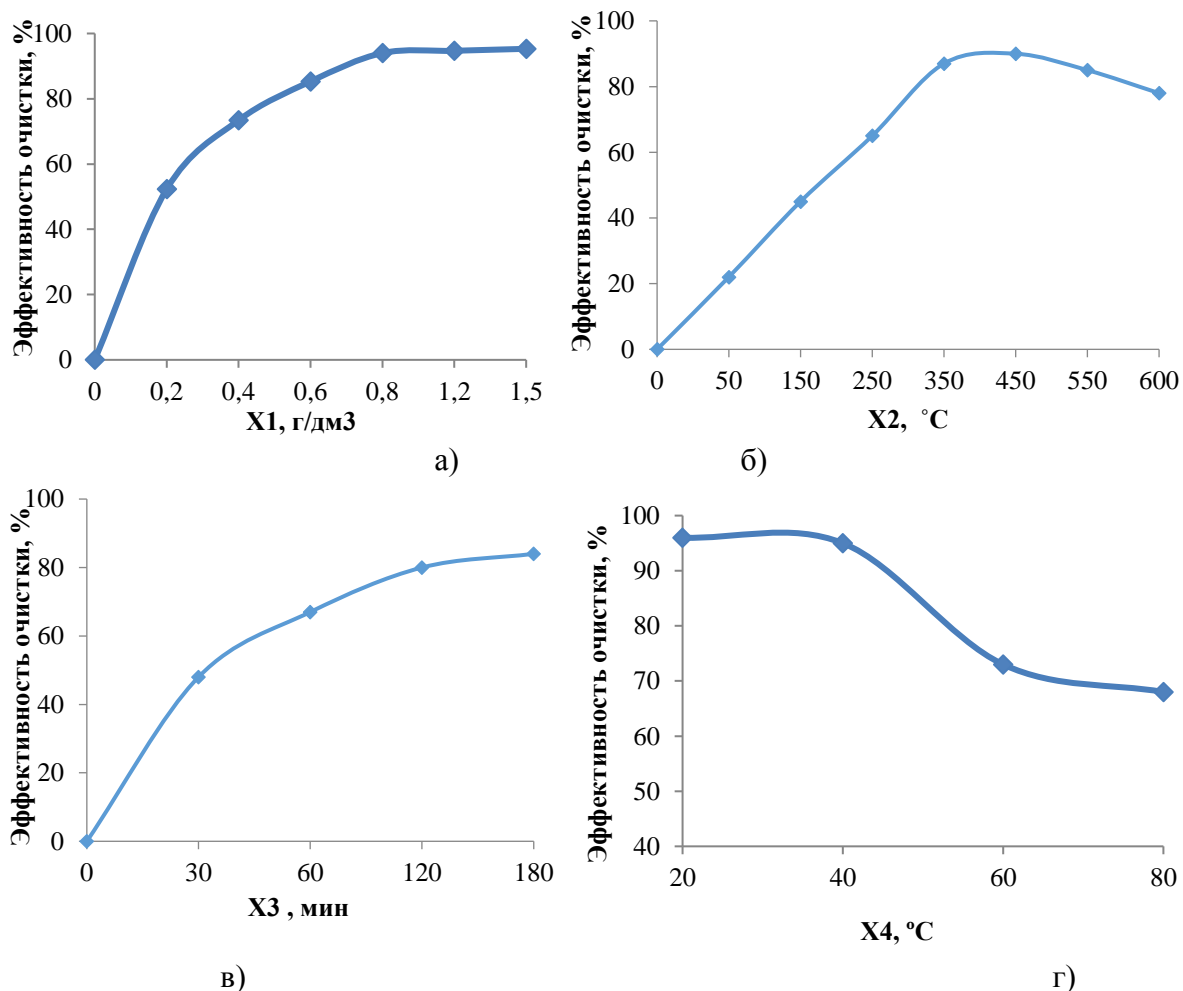 Эффективность очистки, %
100
80
60
40
20
0
0 0,2 0,4 0,6 0,8 1,2 1,5
X1, г/дм3
а)
Эффективность очистки, %
100
80
60
40
20
0
0 50 150 250 350 450 550 600
X2, ˚C
б)
Эффективность очистки, %
100
80
60
40
20
0
0 30 60 120 180
X3 , мин
в)
Эффективность очистки, %
100
90
80
70
60
50
40
20 40 60 80
X4, ºC
г)